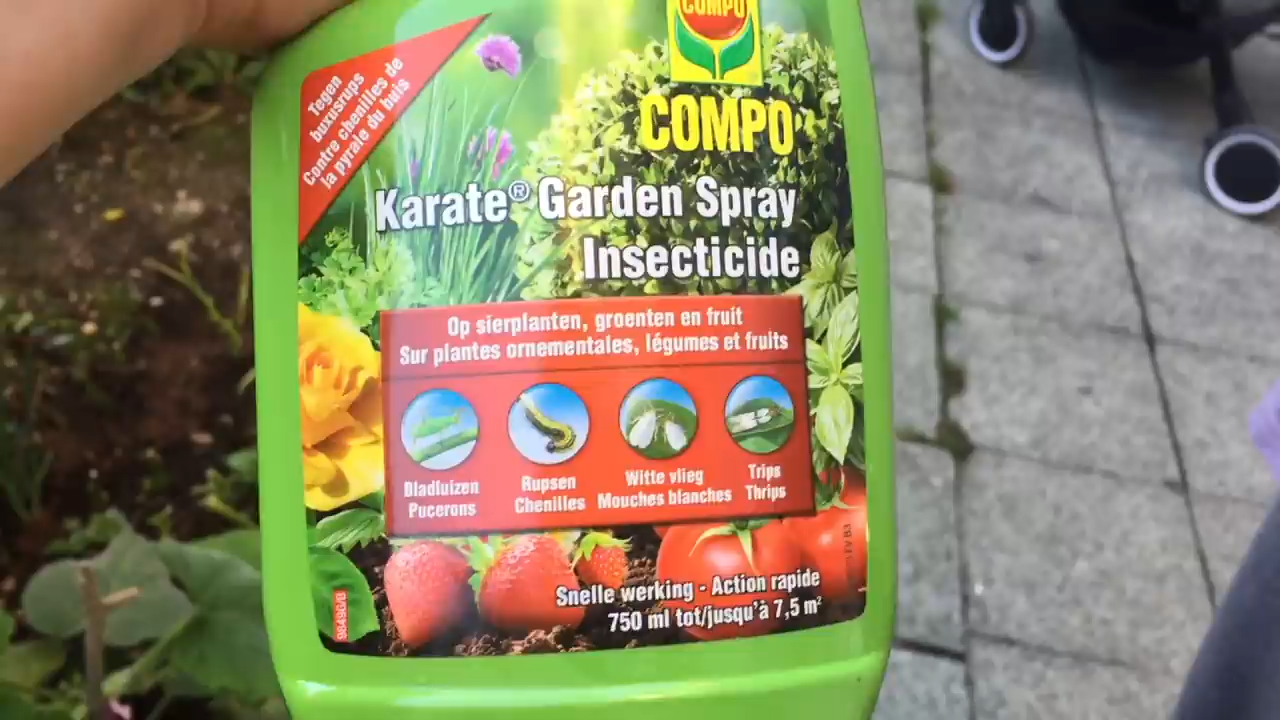 COMPO
Tegen
buxusrups
Contre chenilles de
la pyrale du buis
COMPO
Karate® Garden Spray
Insecticide
Op sierplanten, groenten en fruit
Sur plantes ornementales, légumes et fruits
Bladluizen
Pucerons
Rupsen
Chenilles
Witte vlieg
Mouches blanches
Trips
Thrips
Snelle werking - Action rapide
750 ml tot/jusqu'à 7,5 m²
98496/B